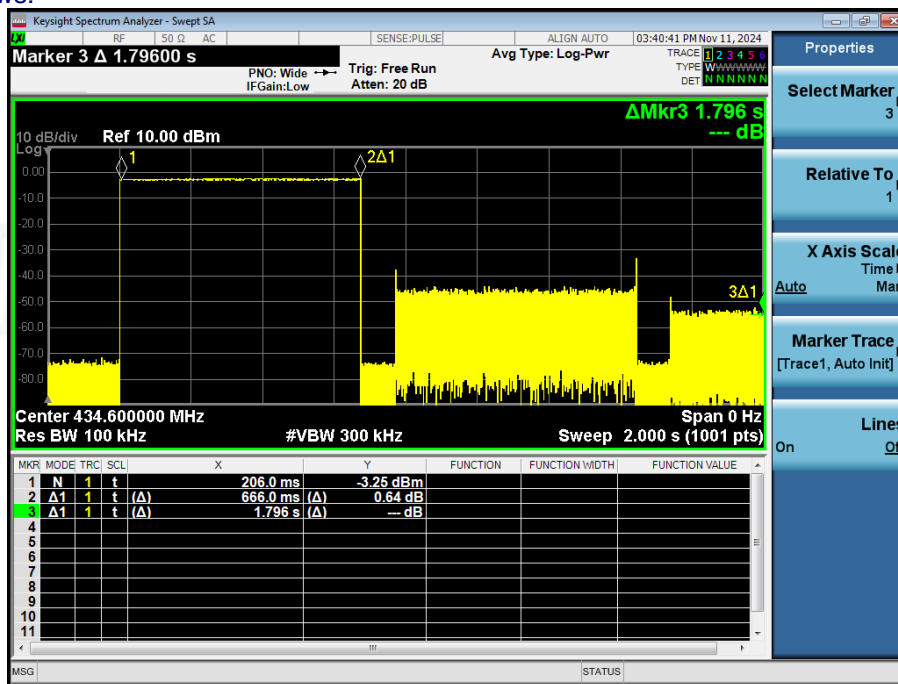 Keysight Spectrum Analyzer - Swept SA
LXI RF 50 Ω AC SENSE:PULSE ALIGN AUTO 03:40:41 PM Nov 11, 2024
Marker 3 Δ 1.79600 s
PNO: Wide
IFGain:Low
Trig: Free Run
Atten: 20 dB
Avg Type: Log-Pwr
TRACE 1 2 3 4 5 6
TYPE WWWWWW
DET N N N N N N
ΔMkr3 1.796 s
--- dB
10 dB/div Ref 10.00 dBm
Log
1
2Δ1
3Δ1
0.00
-10.0
-20.0
-30.0
-40.0
-50.0
-60.0
-70.0
-80.0
Center 434.600000 MHz Span 0 Hz
Res BW 100 kHz #VBW 300 kHz Sweep 2.000 s (1001 pts)
MKR MODE TRC SCL X Y FUNCTION FUNCTION WIDTH FUNCTION VALUE
1 N 1 t 206.0 ms -3.25 dBm
2 Δ1 1 t (Δ) 666.0 ms (Δ) 0.64 dB
3 Δ1 1 t (Δ) 1.796 s (Δ) --- dB
4
5
6
7
8
9
10
11
MSG STATUS
Properties
Select Marker
3
Relative To
1
X Axis Scale
Time
Auto Man
Marker Trace
[Trace1, Auto Init]
Lines
On